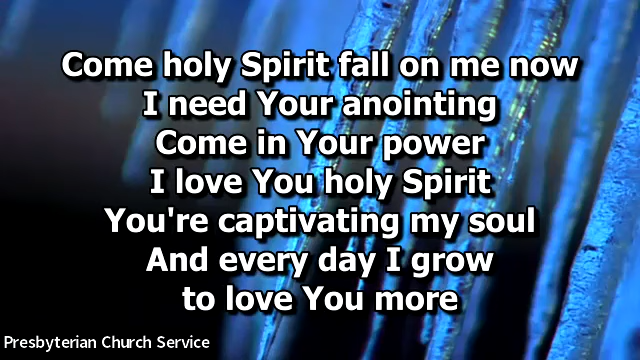 Come holy Spirit fall on me now
I need Your anointing
Come in Your power
I love You holy Spirit
You're captivating my soul
And every day I grow
to love You more
Presbyterian Church Service